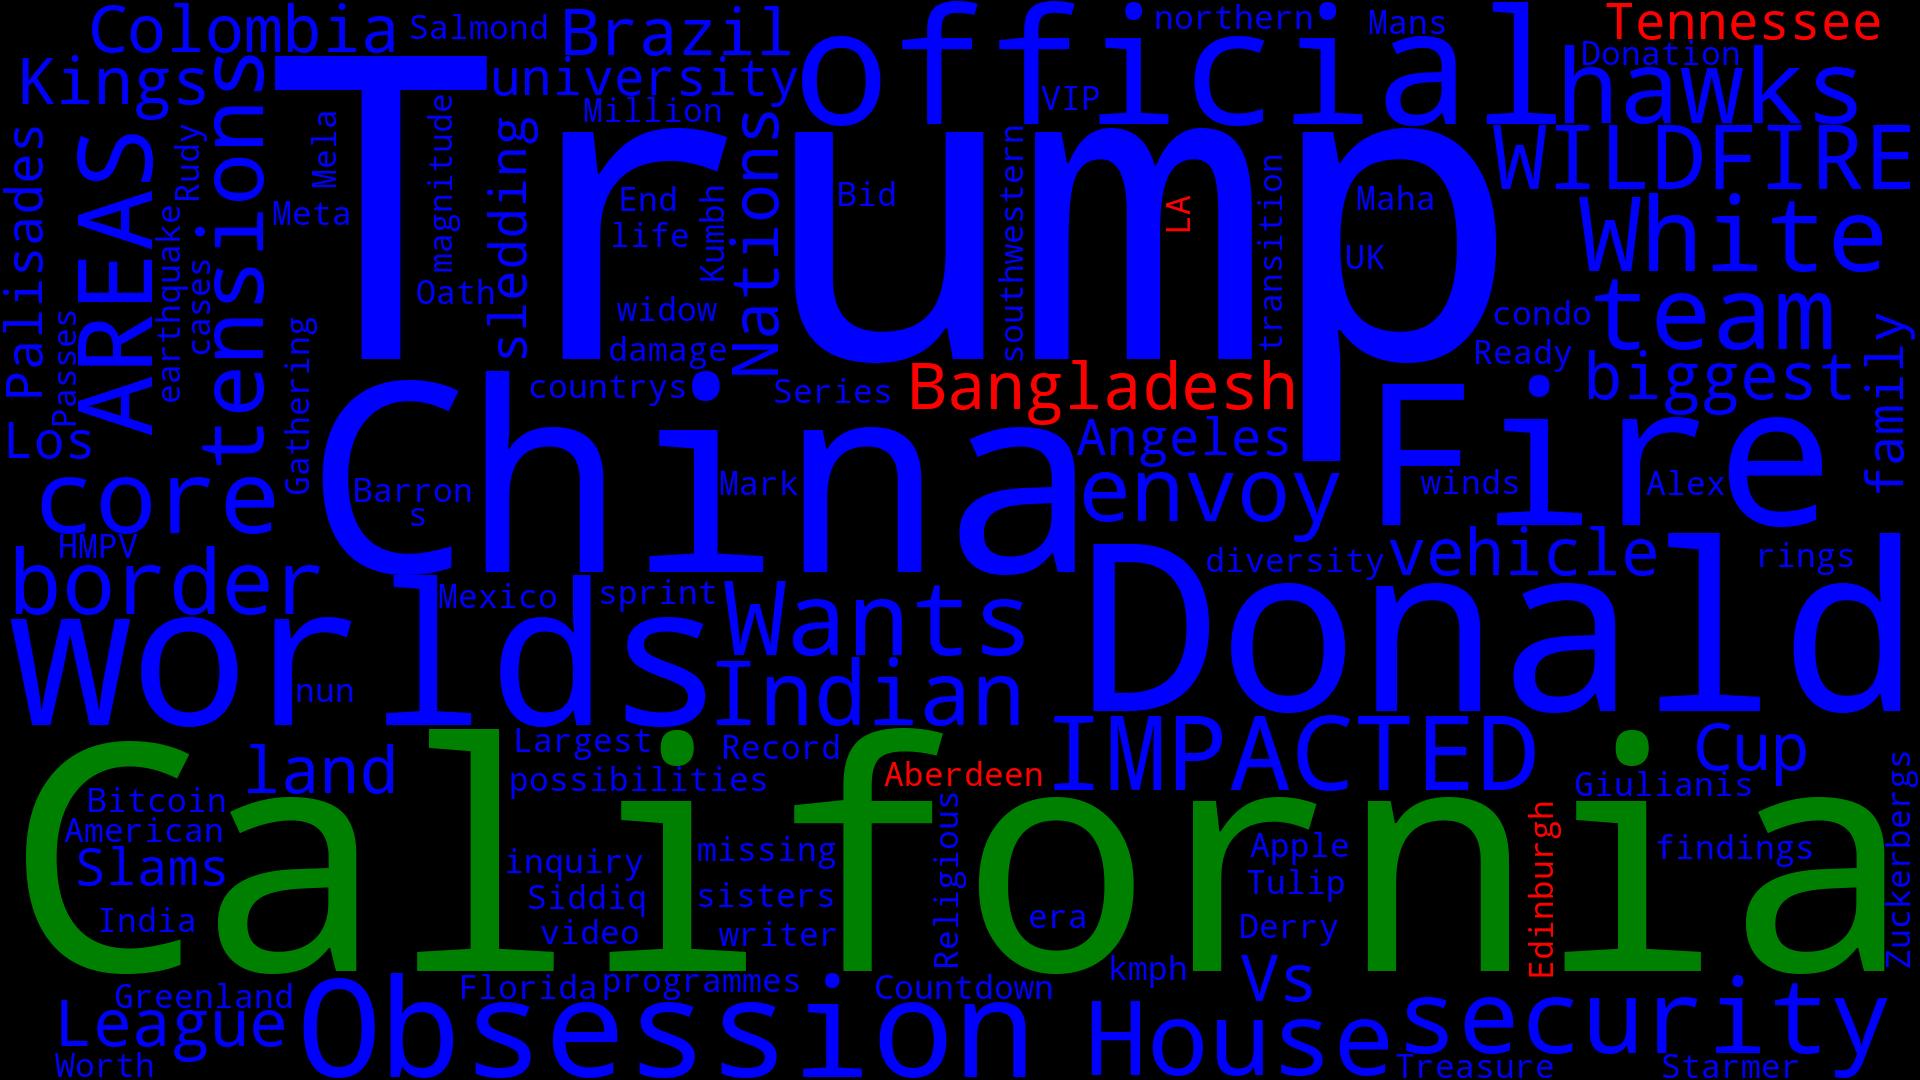 Colombia
Salmond
Brazil
official
northern
Mans
Tennessee
Kings
university
Donation
hawks
Million
VIP
Trump
WILDFIRE
Palisades
AREAS
Rudy
tensions
Mela
magnitude
sledding
Nations
Meta
End
life
Kumbh
Bid
southwestern
LA
transition
Maha
UK
White
earthquake
cases
Oath
widow
damage
condo
team
Ready
Passes
Gathering
countrys
Series
Bangladesh
biggest
family
Los
China
Angeles
Fire
core
Barron
s
Mark
envoy
winds
Alex
HMPV
border
diversity
vehicle
rings
Mexico
sprint
Wants
Donald
Worlds
nun
Indian
IMPACTED
Cup
land
Largest
Record
possibilities
Aberdeen
Giulianis
Zuckerbergs
California
Bitcoin
American
Slams
India
inquiry
missing
Siddiq
sisters
video
writer
Religious
era
Apple
Tulip
Derry
Edinburgh
findings
Greenland
League
Worth
Obsession
Florida
programmes
Countdown
kmph
Vs
House
security
Treasure
Starmer